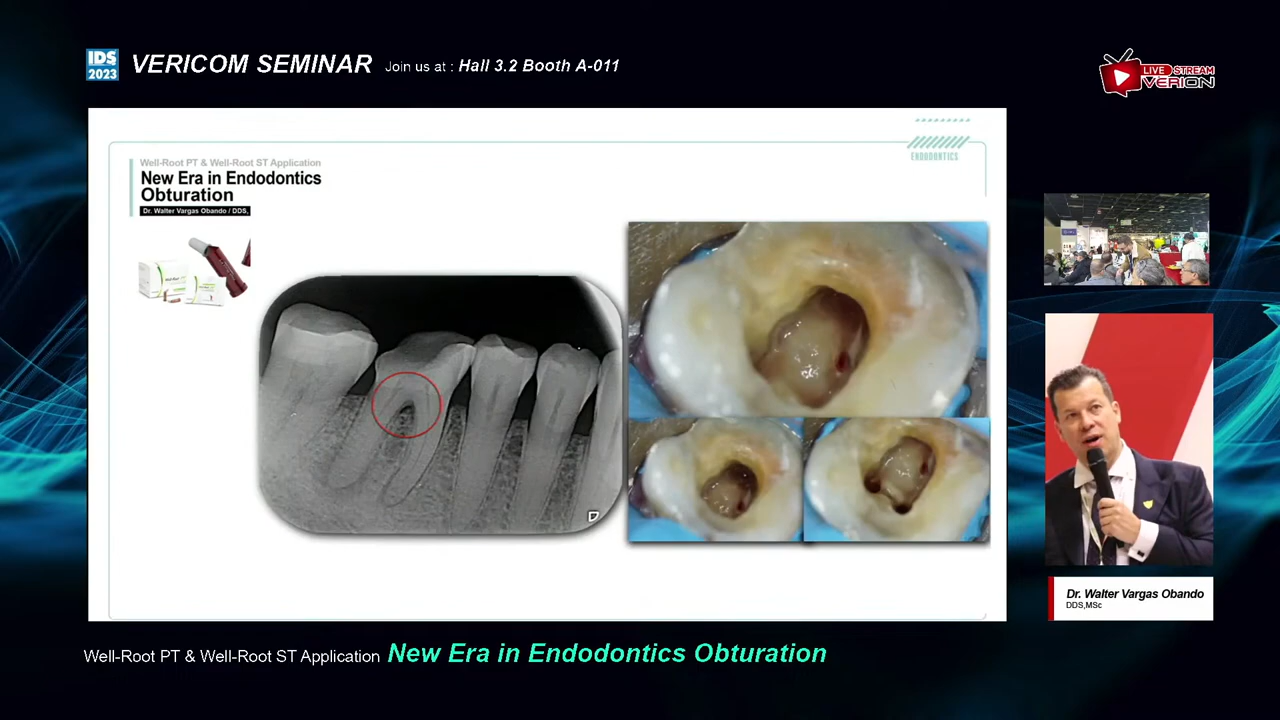 IDS
2023
VERICOM SEMINAR Join us at : Hall 3.2 Booth A-011
LIVE STREAM
VERION
ENDODONTICS
Well-Root PT & Well-Root ST Application
New Era in Endodontics
Obturation
Dr. Walter Vargas Obando / DDS,
Dr. Walter Vargas Obando
DDS,MSc
Well-Root PT & Well-Root ST Application New Era in Endodontics Obturation